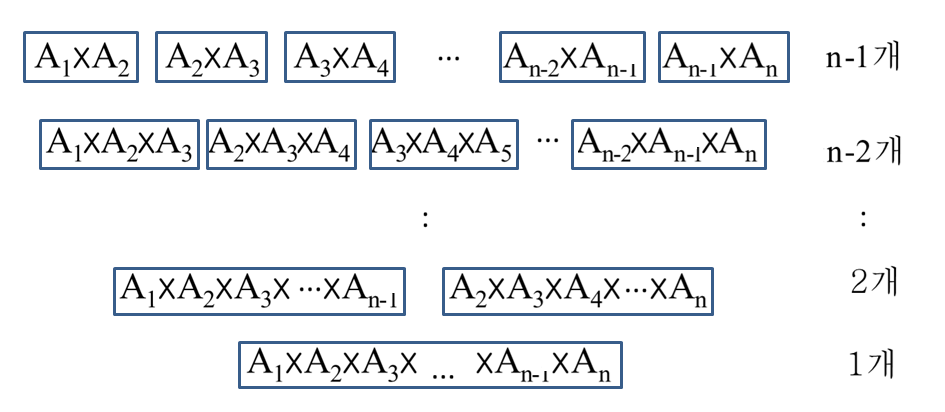 A₁XA₂ A₂XA₃ A₃XA₄ ··· Aₙ₋₂XAₙ₋₁ Aₙ₋₁XAₙ n-1개
A₁XA₂XA₃ A₂XA₃XA₄ A₃XA₄XA₅ ··· Aₙ₋₂XAₙ₋₁XAₙ n-2개
: :
A₁XA₂XA₃X ···XAₙ₋₁ A₂XA₃XA₄X···XAₙ 2개
A₁XA₂XA₃X ... XAₙ₋₁XAₙ 1개